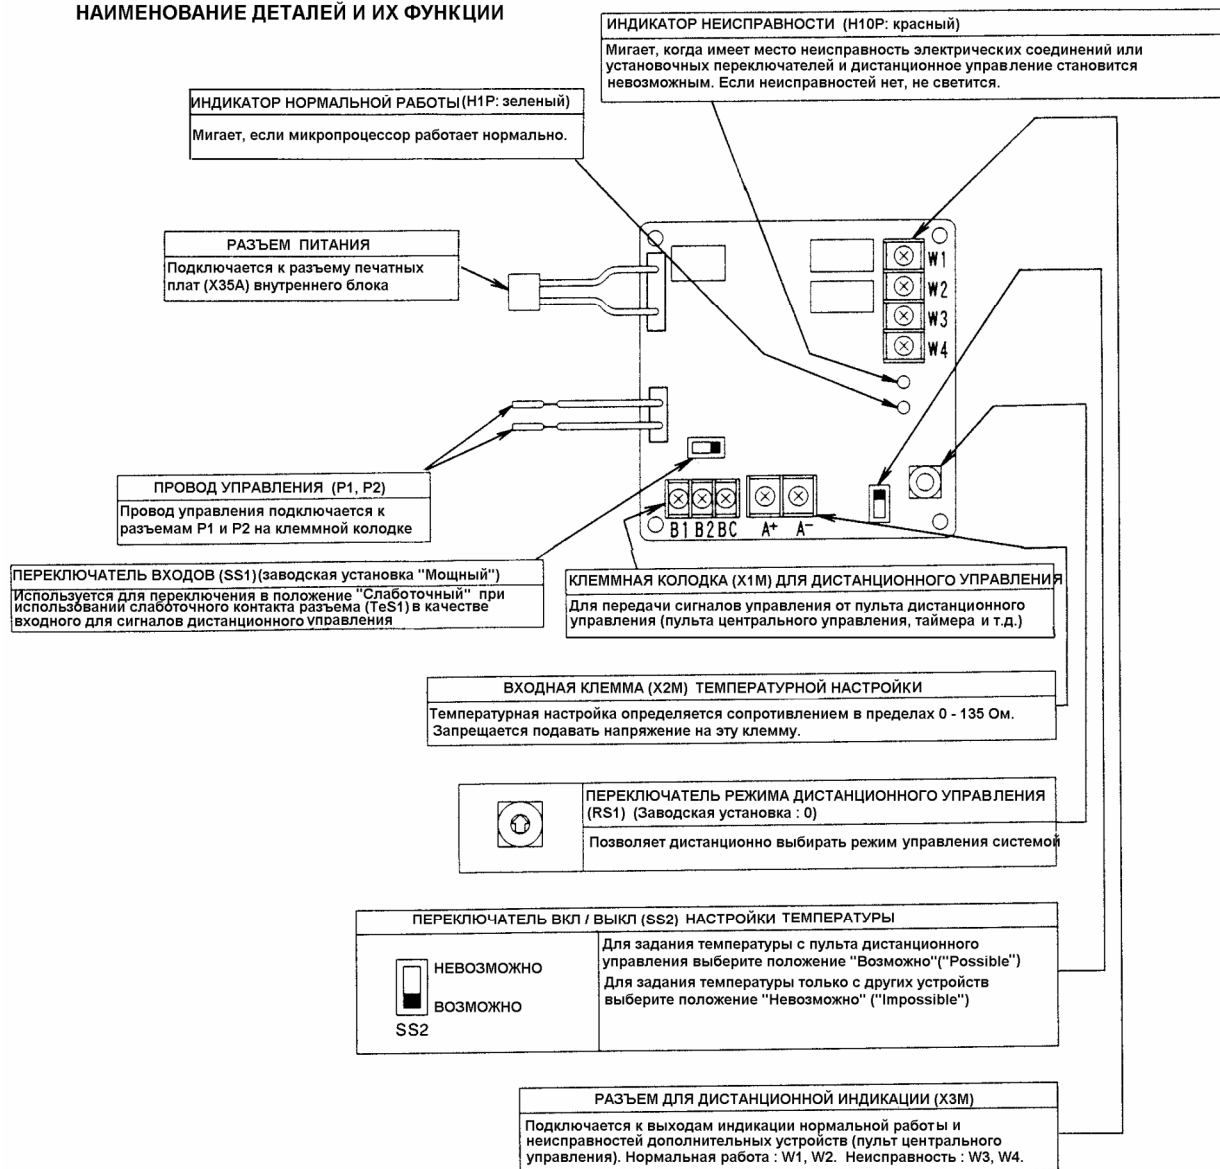 НАИМЕНОВАНИЕ ДЕТАЛЕЙ И ИХ ФУНКЦИИ
ИНДИКАТОР НЕИСПРАВНОСТИ (H10P: красный)
Мигает, когда имеет место неисправность электрических соединений или
установочных переключателей и дистанционное управление становится
невозможным. Если неисправностей нет, не светится.
ИНДИКАТОР НОРМАЛЬНОЙ РАБОТЫ (H1P: зеленый)
Мигает, если микропроцессор работает нормально.
РАЗЪЕМ ПИТАНИЯ
Подключается к разъему печатных
плат (X35A) внутреннего блока
W1
W2
W3
W4
ПРОВОД УПРАВЛЕНИЯ (P1, P2)
Провод управления подключается к
разъемам P1 и P2 на клеммной колодке
B1 B2 BC A+ A-
ПЕРЕКЛЮЧАТЕЛЬ ВХОДОВ (SS1)(заводская установка "Мощный")
Используется для переключения в положение "Слаботочный" при
использовании слаботочного контакта разъема (TeS1) в качестве
входного для сигналов дистанционного управления
КЛЕММНАЯ КОЛОДКА (X1M) ДЛЯ ДИСТАНЦИОННОГО УПРАВЛЕНИЯ
Для передачи сигналов управления от пульта дистанционного
управления (пульта центрального управления, таймера и т.д.)
ВХОДНАЯ КЛЕММА (X2M) ТЕМПЕРАТУРНОЙ НАСТРОЙКИ
Температурная настройка определяется сопротивлением в пределах 0 - 135 Ом.
Запрещается подавать напряжение на эту клемму.
ПЕРЕКЛЮЧАТЕЛЬ РЕЖИМА ДИСТАНЦИОННОГО УПРАВЛЕНИЯ
(RS1) (Заводская установка : 0)
Позволяет дистанционно выбирать режим управления системой
ПЕРЕКЛЮЧАТЕЛЬ ВКЛ / ВЫКЛ (SS2) НАСТРОЙКИ ТЕМПЕРАТУРЫ
НЕВОЗМОЖНО
ВОЗМОЖНО
SS2
Для задания температуры с пульта дистанционного
управления выберите положение "Возможно"("Possible")
Для задания температуры только с других устройств
выберите положение "Невозможно" ("Impossible")
РАЗЪЕМ ДЛЯ ДИСТАНЦИОННОЙ ИНДИКАЦИИ (X3M)
Подключается к выходам индикации нормальной работы и
неисправностей дополнительных устройств (пульт центрального
управления). Нормальная работа : W1, W2. Неисправность : W3, W4.